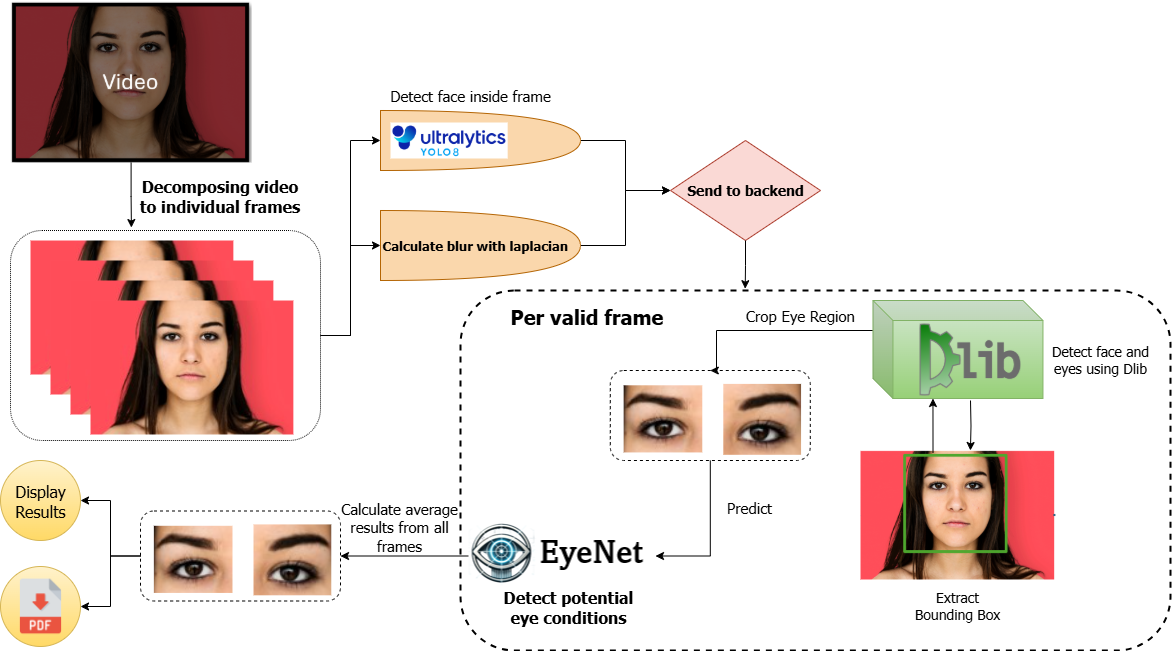 Video
Decomposing video
to individual frames
Detect face inside frame
ultralytics
YOLO8
Calculate blur with laplacian
Send to backend
Per valid frame
Crop Eye Region
Dlib
Detect face and
eyes using Dlib
Extract
Bounding Box
Predict
EyeNet
Detect potential
eye conditions
Calculate average
results from all
frames
Display
Results
PDF